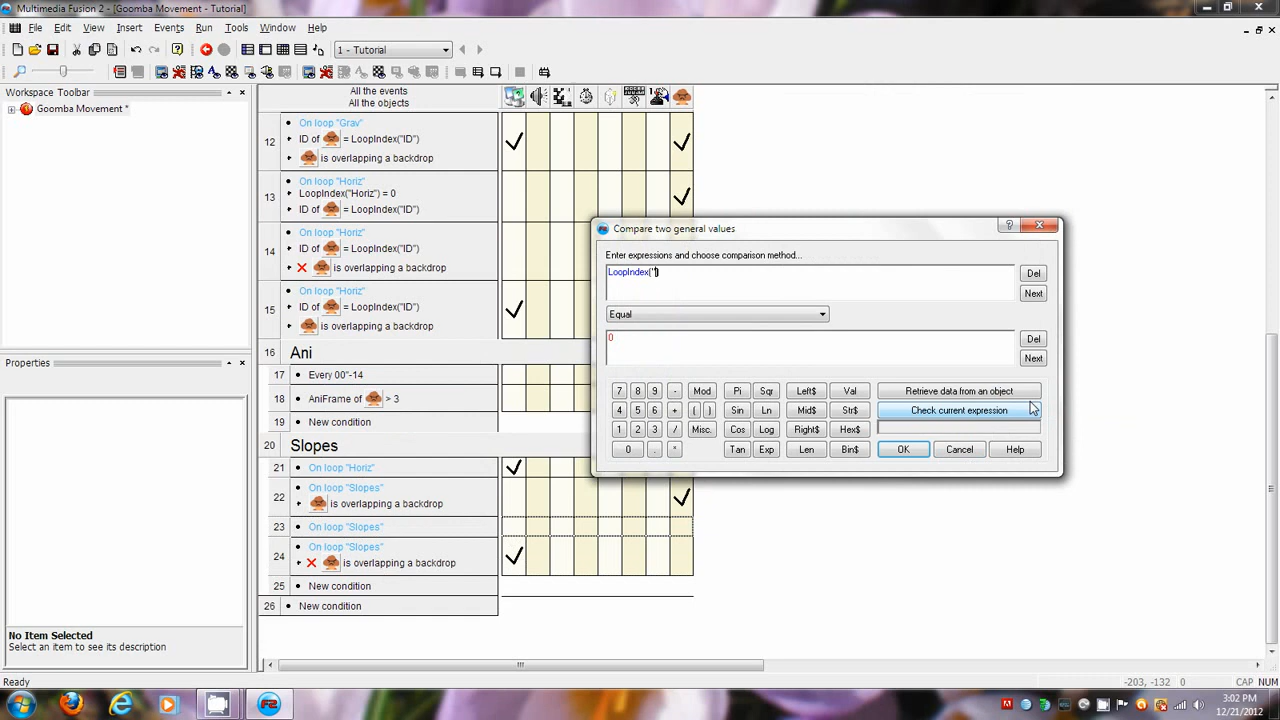 Multimedia Fusion 2 - [Goomba Movement - Tutorial]
File Edit View Insert Events Run Tools Window Help
1 - Tutorial
Workspace Toolbar
Goomba Movement *
All the events
All the objects
12
On loop "Grav"
ID of = LoopIndex("ID")
is overlapping a backdrop
13
On loop "Horiz"
LoopIndex("Horiz") = 0
ID of = LoopIndex("ID")
14
On loop "Horiz"
ID of = LoopIndex("ID")
is overlapping a backdrop
15
On loop "Horiz"
ID of = LoopIndex("ID")
is overlapping a backdrop
16 Ani
17 Every 00"-14
18 AniFrame of > 3
19 New condition
20 Slopes
21 On loop "Horiz"
22
On loop "Slopes"
is overlapping a backdrop
23 On loop "Slopes"
24
On loop "Slopes"
is overlapping a backdrop
25 New condition
26 New condition
Compare two general values
Enter expressions and choose comparison method...
LoopIndex("")
Del
Next
Equal
0
Del
Next
7 8 9 - Mod Pi Sqr Left$ Val Retrieve data from an object
4 5 6 + ( ) Sin Ln Mid$ Str$ Check current expression
1 2 3 / Misc. Cos Log Right$ Hex$
0 . * Tan Exp Len Bin$ OK Cancel Help
Properties
No Item Selected
Select an item to see its description
Ready
-203, -132 0 CAP NUM
3:02 PM
12/21/2012